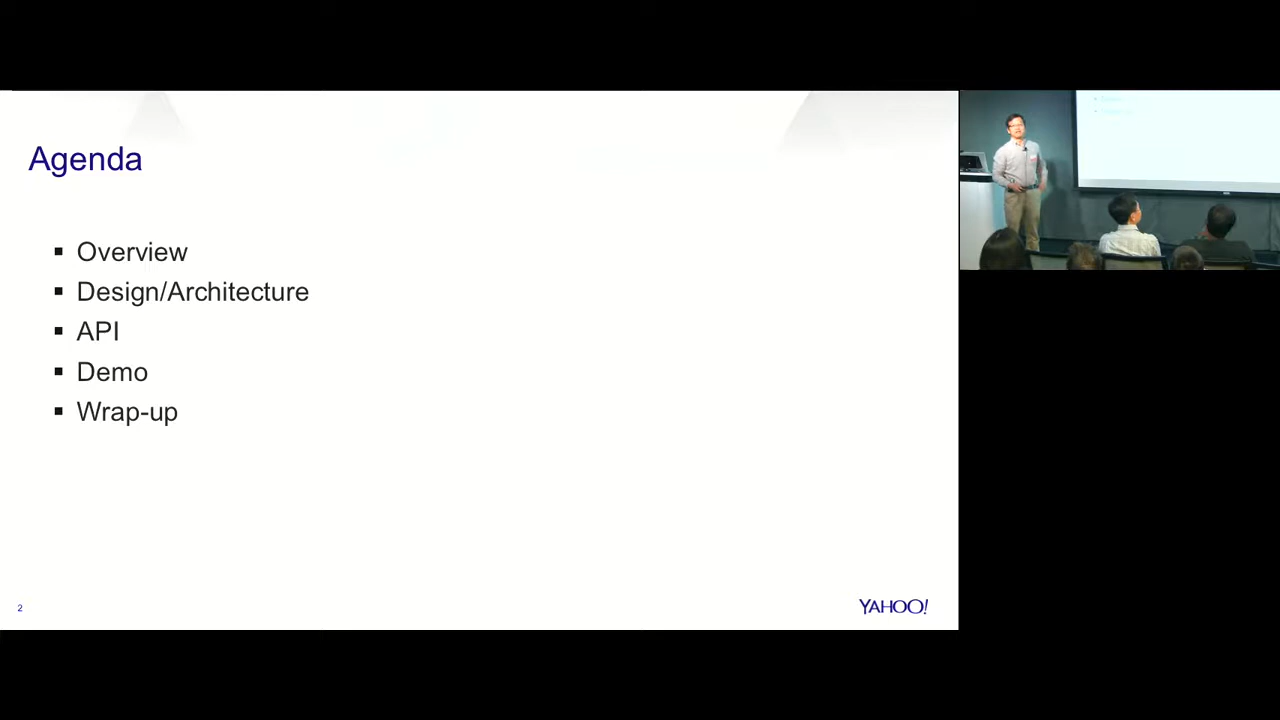 Agenda
▪ Overview
▪ Design/Architecture
▪ API
▪ Demo
▪ Wrap-up
2
YAHOO!